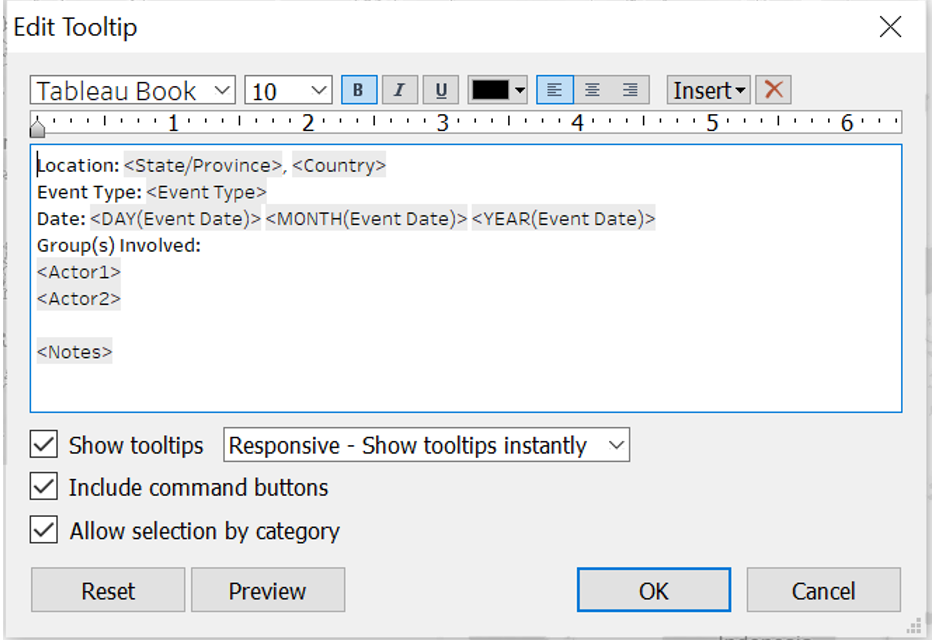 Edit Tooltip
Tableau Book 10 B I U Insert
1 2 3 4 5 6
Location: <State/Province>, <Country>
Event Type: <Event Type>
Date: <DAY(Event Date)> <MONTH(Event Date)> <YEAR(Event Date)>
Group(s) Involved:
<Actor1>
<Actor2>
<Notes>
Show tooltips Responsive - Show tooltips instantly
Include command buttons
Allow selection by category
Reset Preview OK Cancel